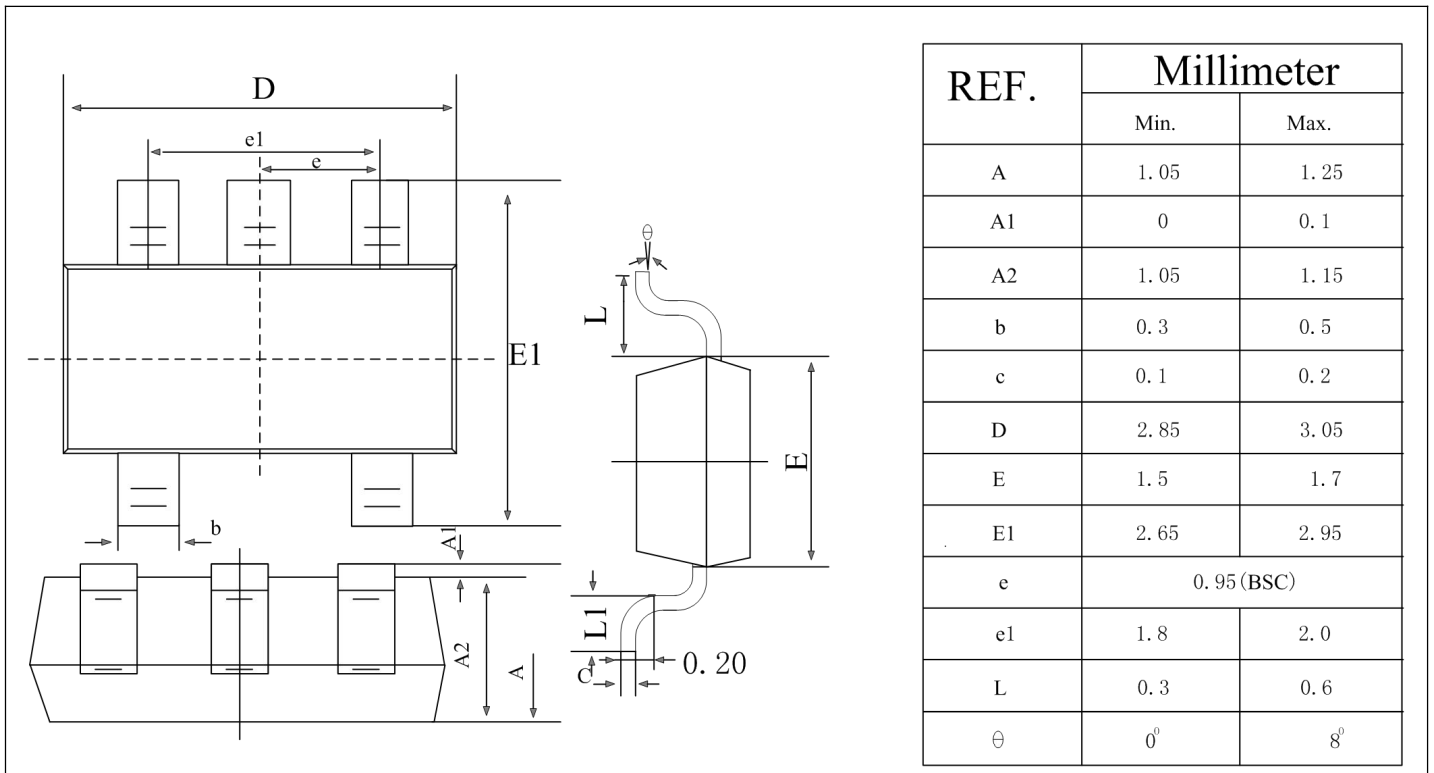 D
e1
e
E1
b
A1
A2
A
θ
L
E
L1
C
0.20
REF. Millimeter
Min. Max.
A 1.05 1.25
A1 0 0.1
A2 1.05 1.15
b 0.3 0.5
c 0.1 0.2
D 2.85 3.05
E 1.5 1.7
E1 2.65 2.95
e 0.95(BSC)
e1 1.8 2.0
L 0.3 0.6
θ 0⁰ 8⁰